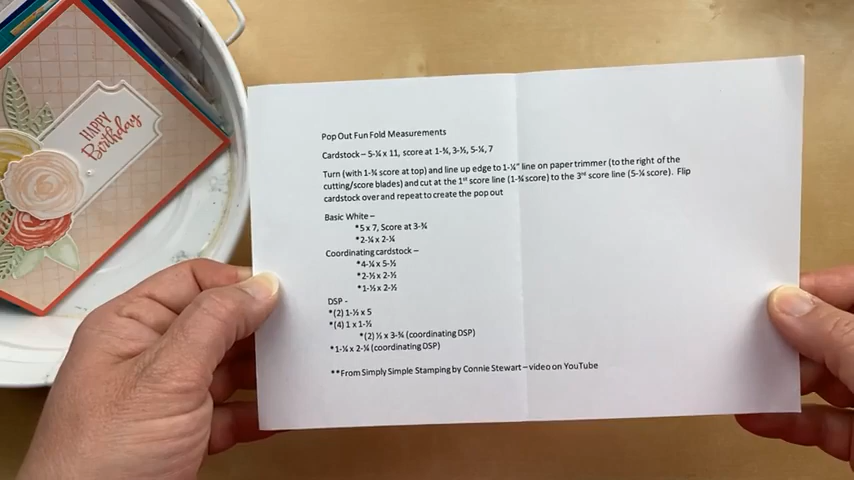 HAPPY
Birthday
Pop Out Fun Fold Measurements
Cardstock – 5-¼ x 11, score at 1-¾, 3-½, 5-¼, 7
Turn (with 1-¾ score at top) and line up edge to 1-¼" line on paper trimmer (to the right of the
cutting/score blades) and cut at the 1st score line (1-¾ score) to the 3rd score line (5-¼ score). Flip
cardstock over and repeat to create the pop out
Basic White –
*5 x 7, Score at 3-¾
*2-¼ x 2-¼
Coordinating cardstock –
*4-¼ x 5-½
*2-½ x 2-½
*1-½ x 2-½
DSP -
*(2) 1-½ x 5
*(4) 1 x 1-½
*(2) ½ x 3-¾ (coordinating DSP)
*1-¼ x 2-¼ (coordinating DSP)
**From Simply Simple Stamping by Connie Stewart – video on YouTube